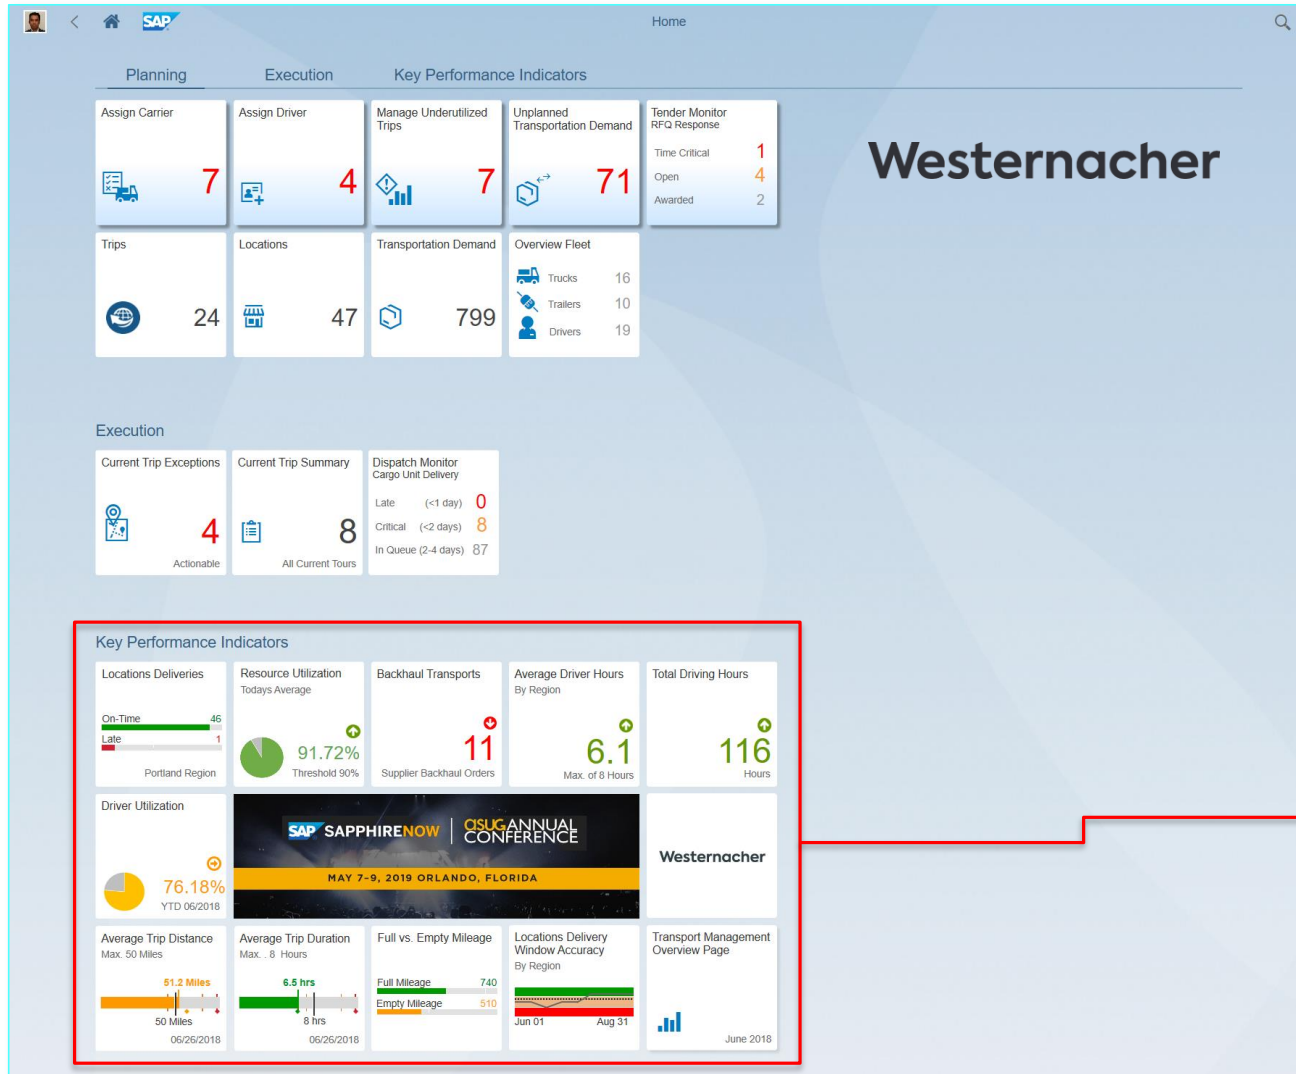 SAP
Home
Planning
Execution
Key Performance Indicators
Westernacher
Assign Carrier
7
Assign Driver
4
Manage Underutilized
Trips
7
Unplanned
Transportation Demand
71
Tender Monitor
RFQ Response
Time Critical 1
Open 4
Awarded 2
Trips
24
Locations
47
Transportation Demand
799
Overview Fleet
Trucks 16
Trailers 10
Drivers 19
Execution
Current Trip Exceptions
4
Actionable
Current Trip Summary
8
All Current Tours
Dispatch Monitor
Cargo Unit Delivery
Late (<1 day) 0
Critical (<2 days) 8
In Queue (2-4 days) 87
Key Performance Indicators
Locations Deliveries
On-Time 46
Late 1
Portland Region
Resource Utilization
Todays Average
91.72%
Threshold 90%
Backhaul Transports
11
Supplier Backhaul Orders
Average Driver Hours
By Region
6.1
Max. of 8 Hours
Total Driving Hours
116
Hours
Driver Utilization
76.18%
YTD 06/2018
SAP SAPPHIRENOW
asug ANNUAL
CONFERENCE
MAY 7-9, 2019 ORLANDO, FLORIDA
Westernacher
Average Trip Distance
Max. 50 Miles
51.2 Miles
50 Miles
06/26/2018
Average Trip Duration
Max. . 8 Hours
6.5 hrs
8 hrs
06/26/2018
Full vs. Empty Mileage
Full Mileage 740
Empty Mileage 510
Locations Delivery
Window Accuracy
By Region
Jun 01 Aug 31
Transport Management
Overview Page
June 2018